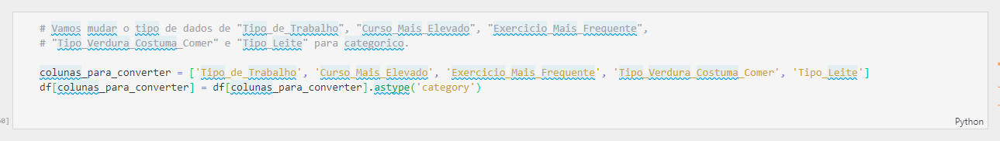 # Vamos mudar o tipo de dados de "Tipo_de_Trabalho", "Curso_Mais_Elevado", "Exercicio_Mais_Frequente",
# "Tipo_Verdura_Costuma_Comer" e "Tipo_Leite" para categorico.
colunas_para_converter = ['Tipo_de_Trabalho', 'Curso_Mais_Elevado', 'Exercicio_Mais_Frequente', 'Tipo_Verdura_Costuma_Comer', 'Tipo_Leite']
df[colunas_para_converter] = df[colunas_para_converter].astype('category')
0]
Python